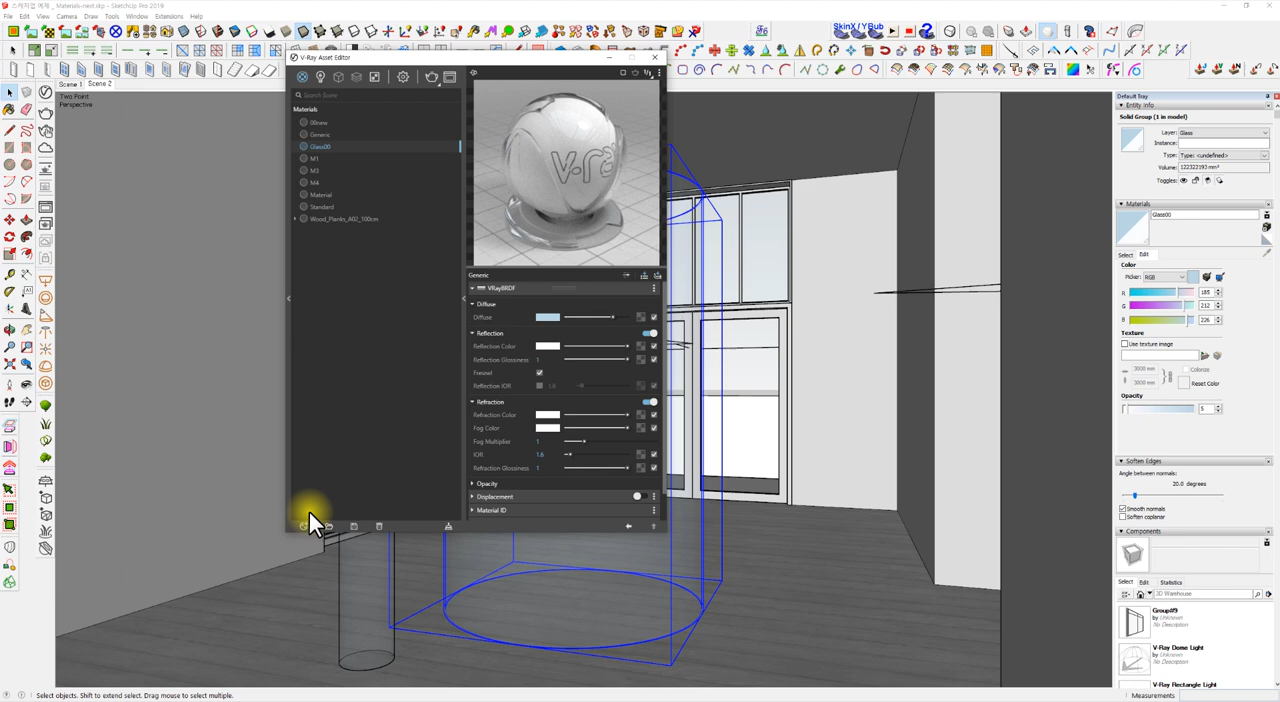 스케치업 예제 _ Materials-next.skp - SketchUp Pro 2019
File Edit View Camera Draw Tools Window Extensions Help
SkinX/YBub
Scene 1 Scene 2
Two Point
Perspective
V-Ray Asset Editor
Search Scene
Materials
00new
Generic
Glass00
M1
M3
M4
Material
Standard
Wood_Planks_A02_100cm
v-ra
Generic
VRayBRDF
Diffuse
Diffuse
Reflection
Reflection Color
Reflection Glossiness 1
Fresnel
Reflection IOR 1.6
Refraction
Refraction Color
Fog Color
Fog Multiplier 1
IOR 1.6
Refraction Glossiness 1
Opacity
Displacement
Material ID
Default Tray
Entity Info
Solid Group (1 in model)
Layer: Glass
Instance:
Type: Type: <undefined>
Volume: 122322193 mm³
Toggles:
Materials
Glass00
Select Edit
Color
Picker: RGB
R 185
G 212
B 226
Texture
Use texture image
3000 mm
3000 mm
Colorize
Reset Color
Opacity
5
Soften Edges
Angle between normals:
20.0 degrees
Smooth normals
Soften coplanar
Components
Select Edit Statistics
3D Warehouse
Group#9
by Unknown
No Description
V-Ray Dome Light
by Unknown
No Description
V-Ray Rectangle Light
Select objects. Shift to extend select. Drag mouse to select multiple.
Measurements